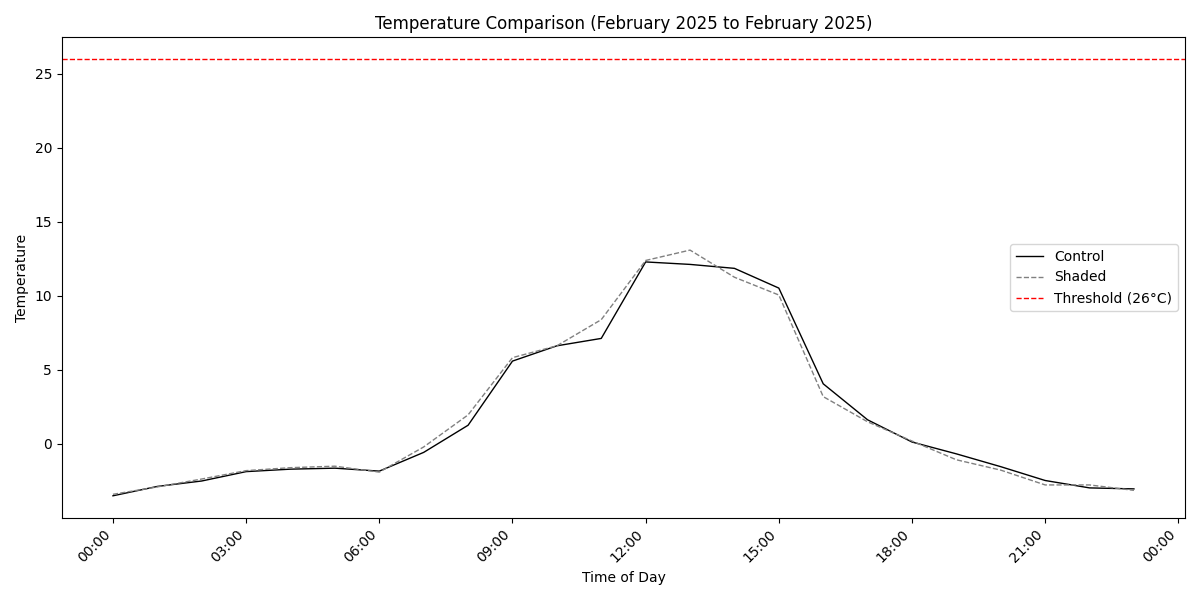 Temperature Comparison (February 2025 to February 2025)
Temperature
25
20
15
10
5
0
Control
Shaded
Threshold (26°C)
00:00
03:00
06:00
09:00
12:00
15:00
18:00
21:00
00:00
Time of Day